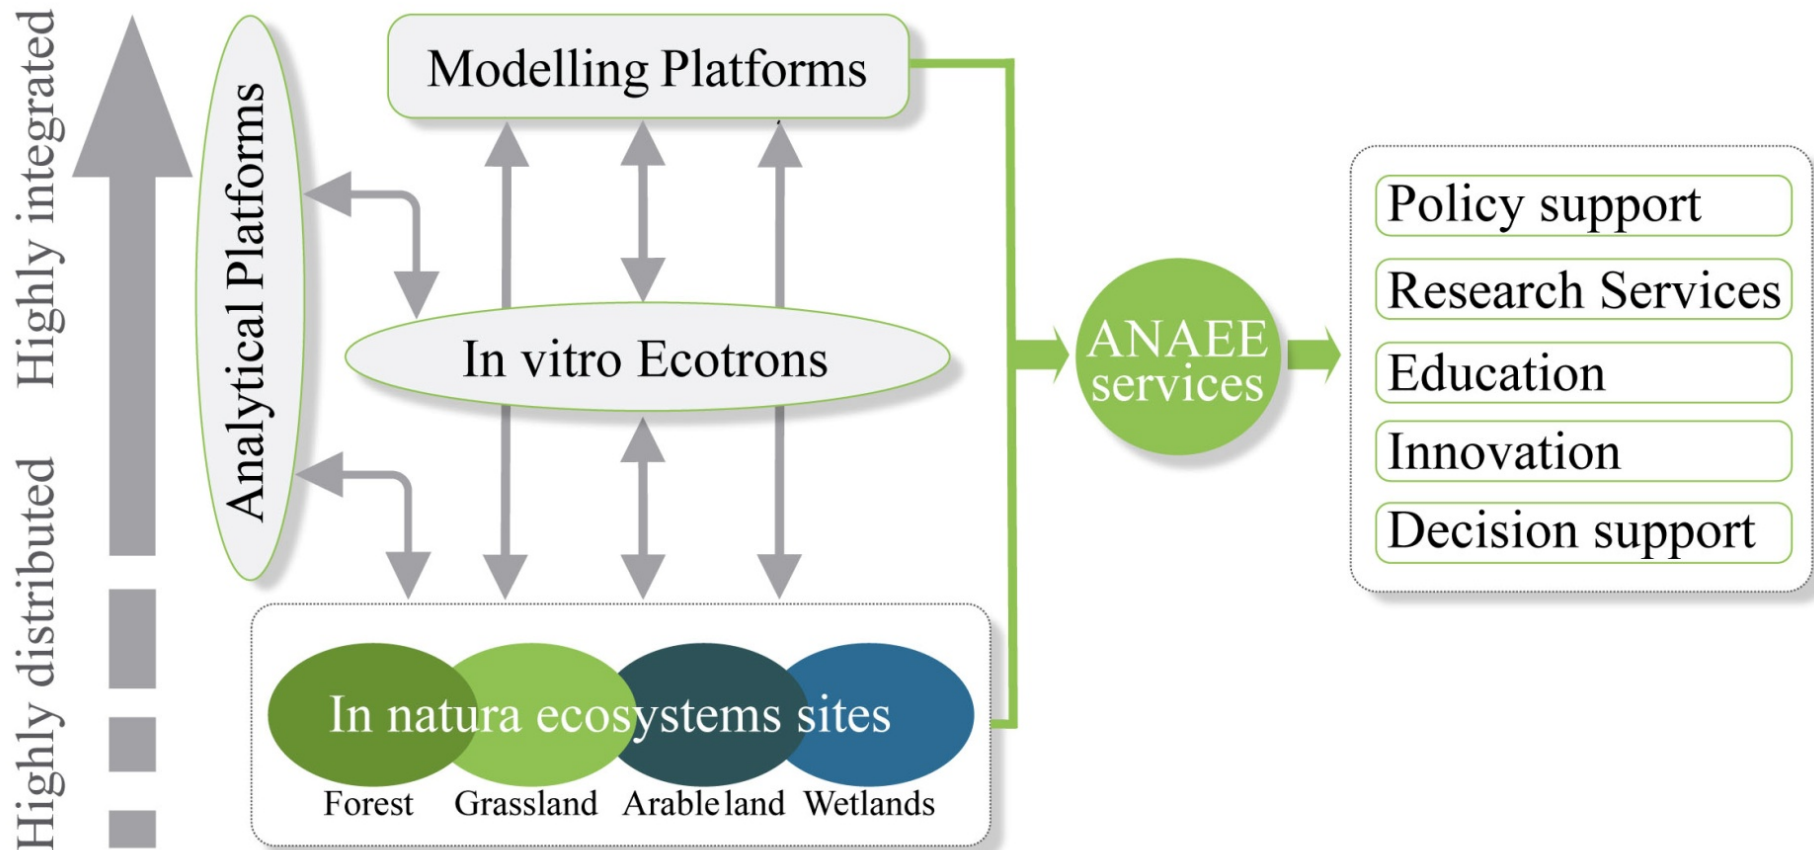 Highly integrated
Highly distributed
Analytical Platforms
Modelling Platforms
In vitro Ecotrons
In natura ecosystems sites
Forest
Grassland
Arable land
Wetlands
ANAEE
services
Policy support
Research Services
Education
Innovation
Decision support